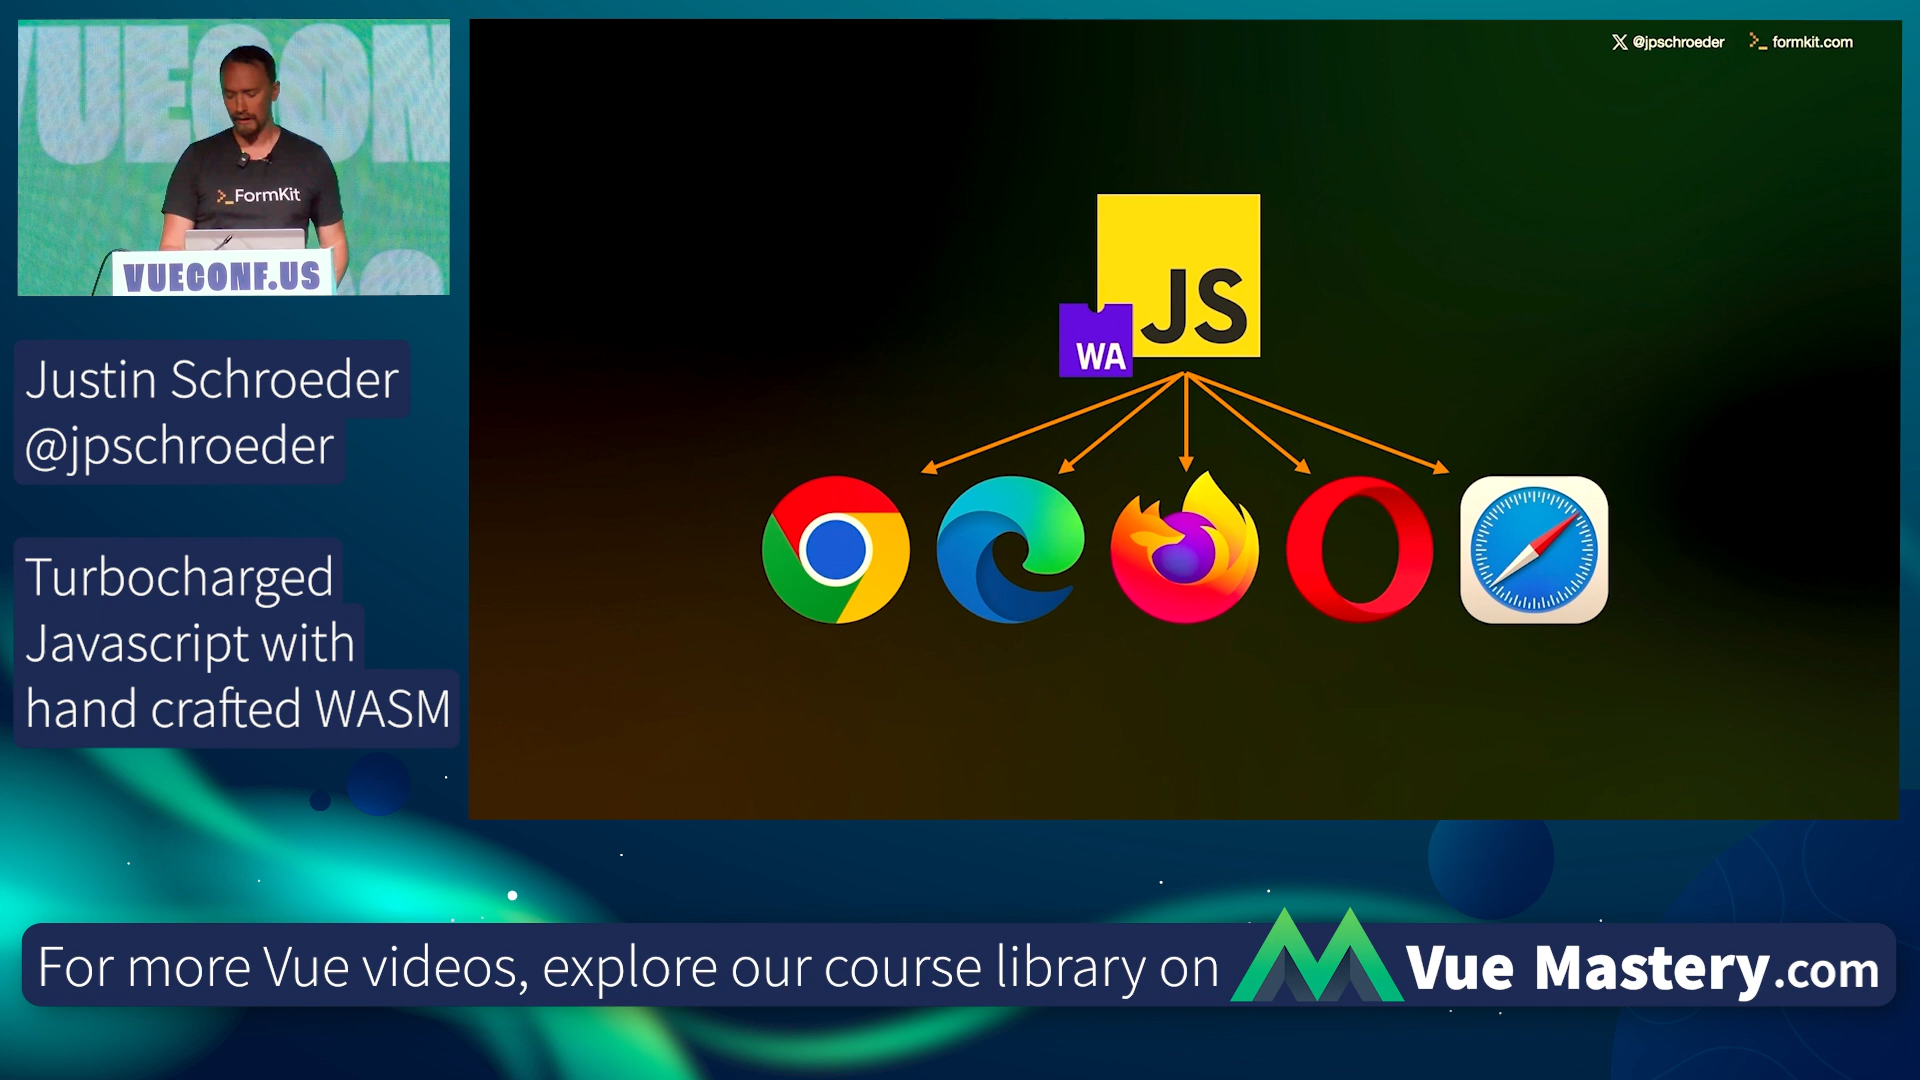 VUECONF
>_FormKit
VUECONF.US
Justin Schroeder
@jpschroeder
Turbocharged
Javascript with
hand crafted WASM
X @jpschroeder >_ formkit.com
JS
WA
For more Vue videos, explore our course library on Vue Mastery.com